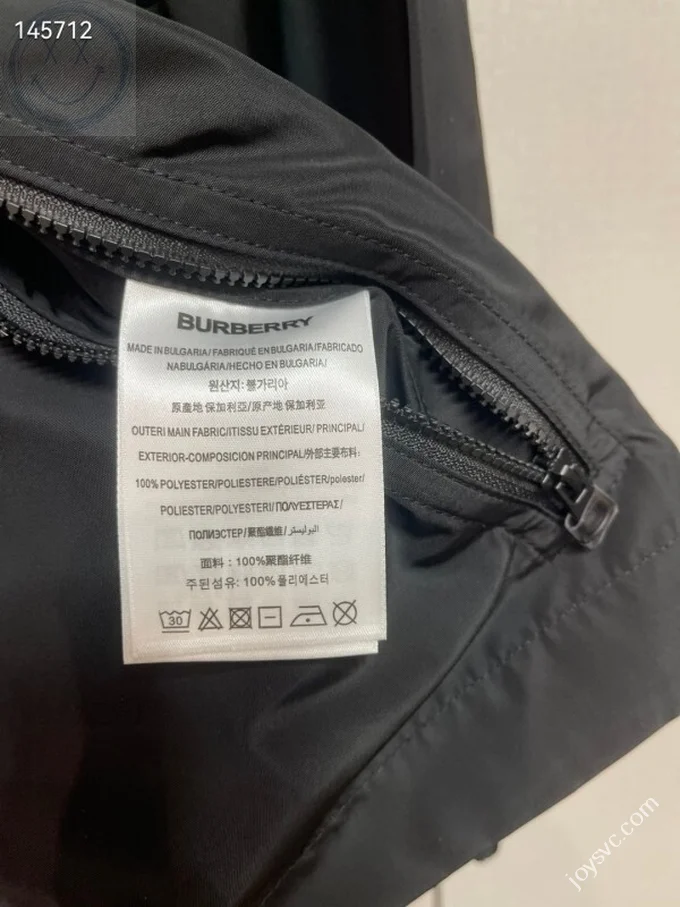 145712
BURBERRY
MADE IN BULGARIA/ FABRIQUÉ EN BULGARIA/FABRICADO
NABULGÁRIA/HECHO EN BULGARIA/
원산지: 불가리아
原產地 保加利亞/原产地 保加利亚
OUTERI MAIN FABRIC/ITISSU EXTÉRIEUR/ PRINCIPAL/
EXTERIOR-COMPOSICION PRINCIPAL/外部主要布料:
100% POLYESTER/POLIESTERE/POLIÉSTER/polyester/
POLYESTER/POLYESTERI/ΠΟΛΥΕΣΤΕΡΑΣ/
ПОЛИЭСТЕР/聚酯纖維/البوليستر/
面料：100%聚酯纤维
주된섬유: 100% 폴리에스터
30
joysvc.com